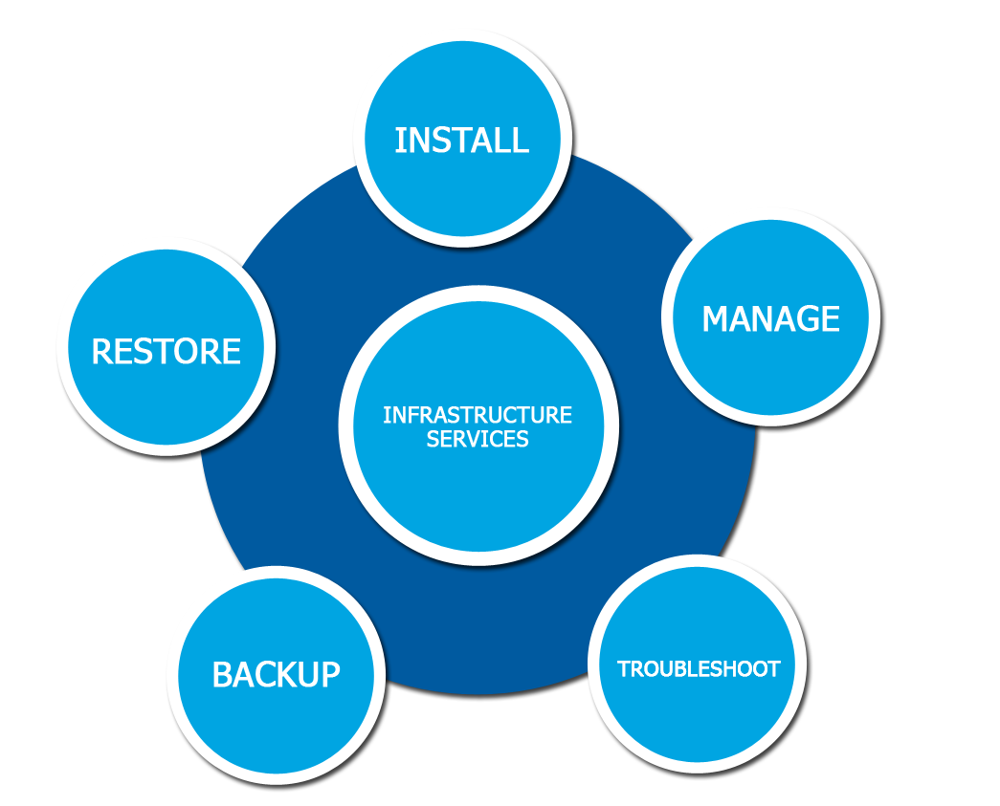 INSTALL
MANAGE
RESTORE
INFRASTRUCTURE
SERVICES
BACKUP
TROUBLESHOOT